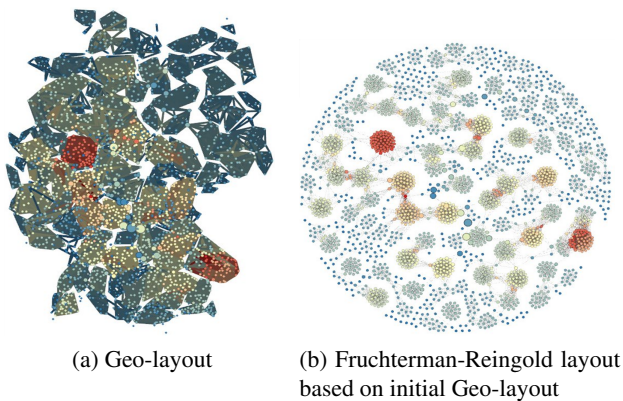 (a) Geo-layout
(b) Fruchterman-Reingold layout
based on initial Geo-layout